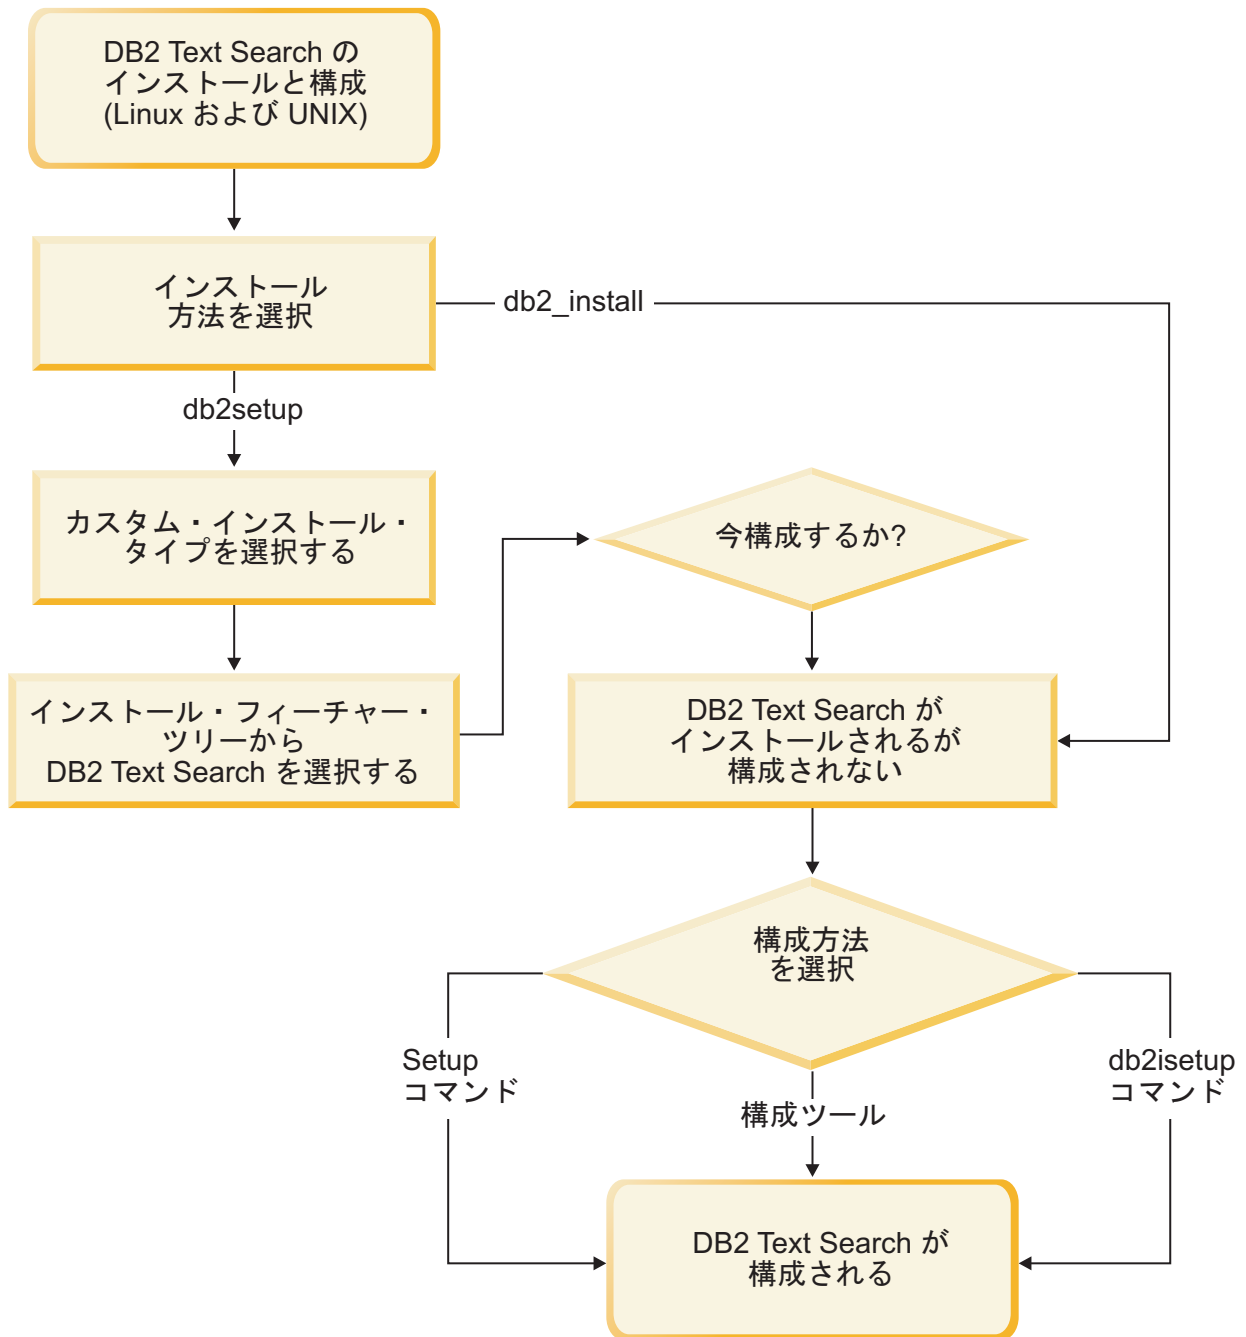 DB2 Text Search の
インストールと構成
(Linux および UNIX)
インストール
方法を選択
db2_install
db2setup
カスタム・インストール・
タイプを選択する
今構成するか?
インストール・フィーチャー・
ツリーから
DB2 Text Search を選択する
DB2 Text Search が
インストールされるが
構成されない
構成方法
を選択
Setup
コマンド
構成ツール
db2isetup
コマンド
DB2 Text Search が
構成される